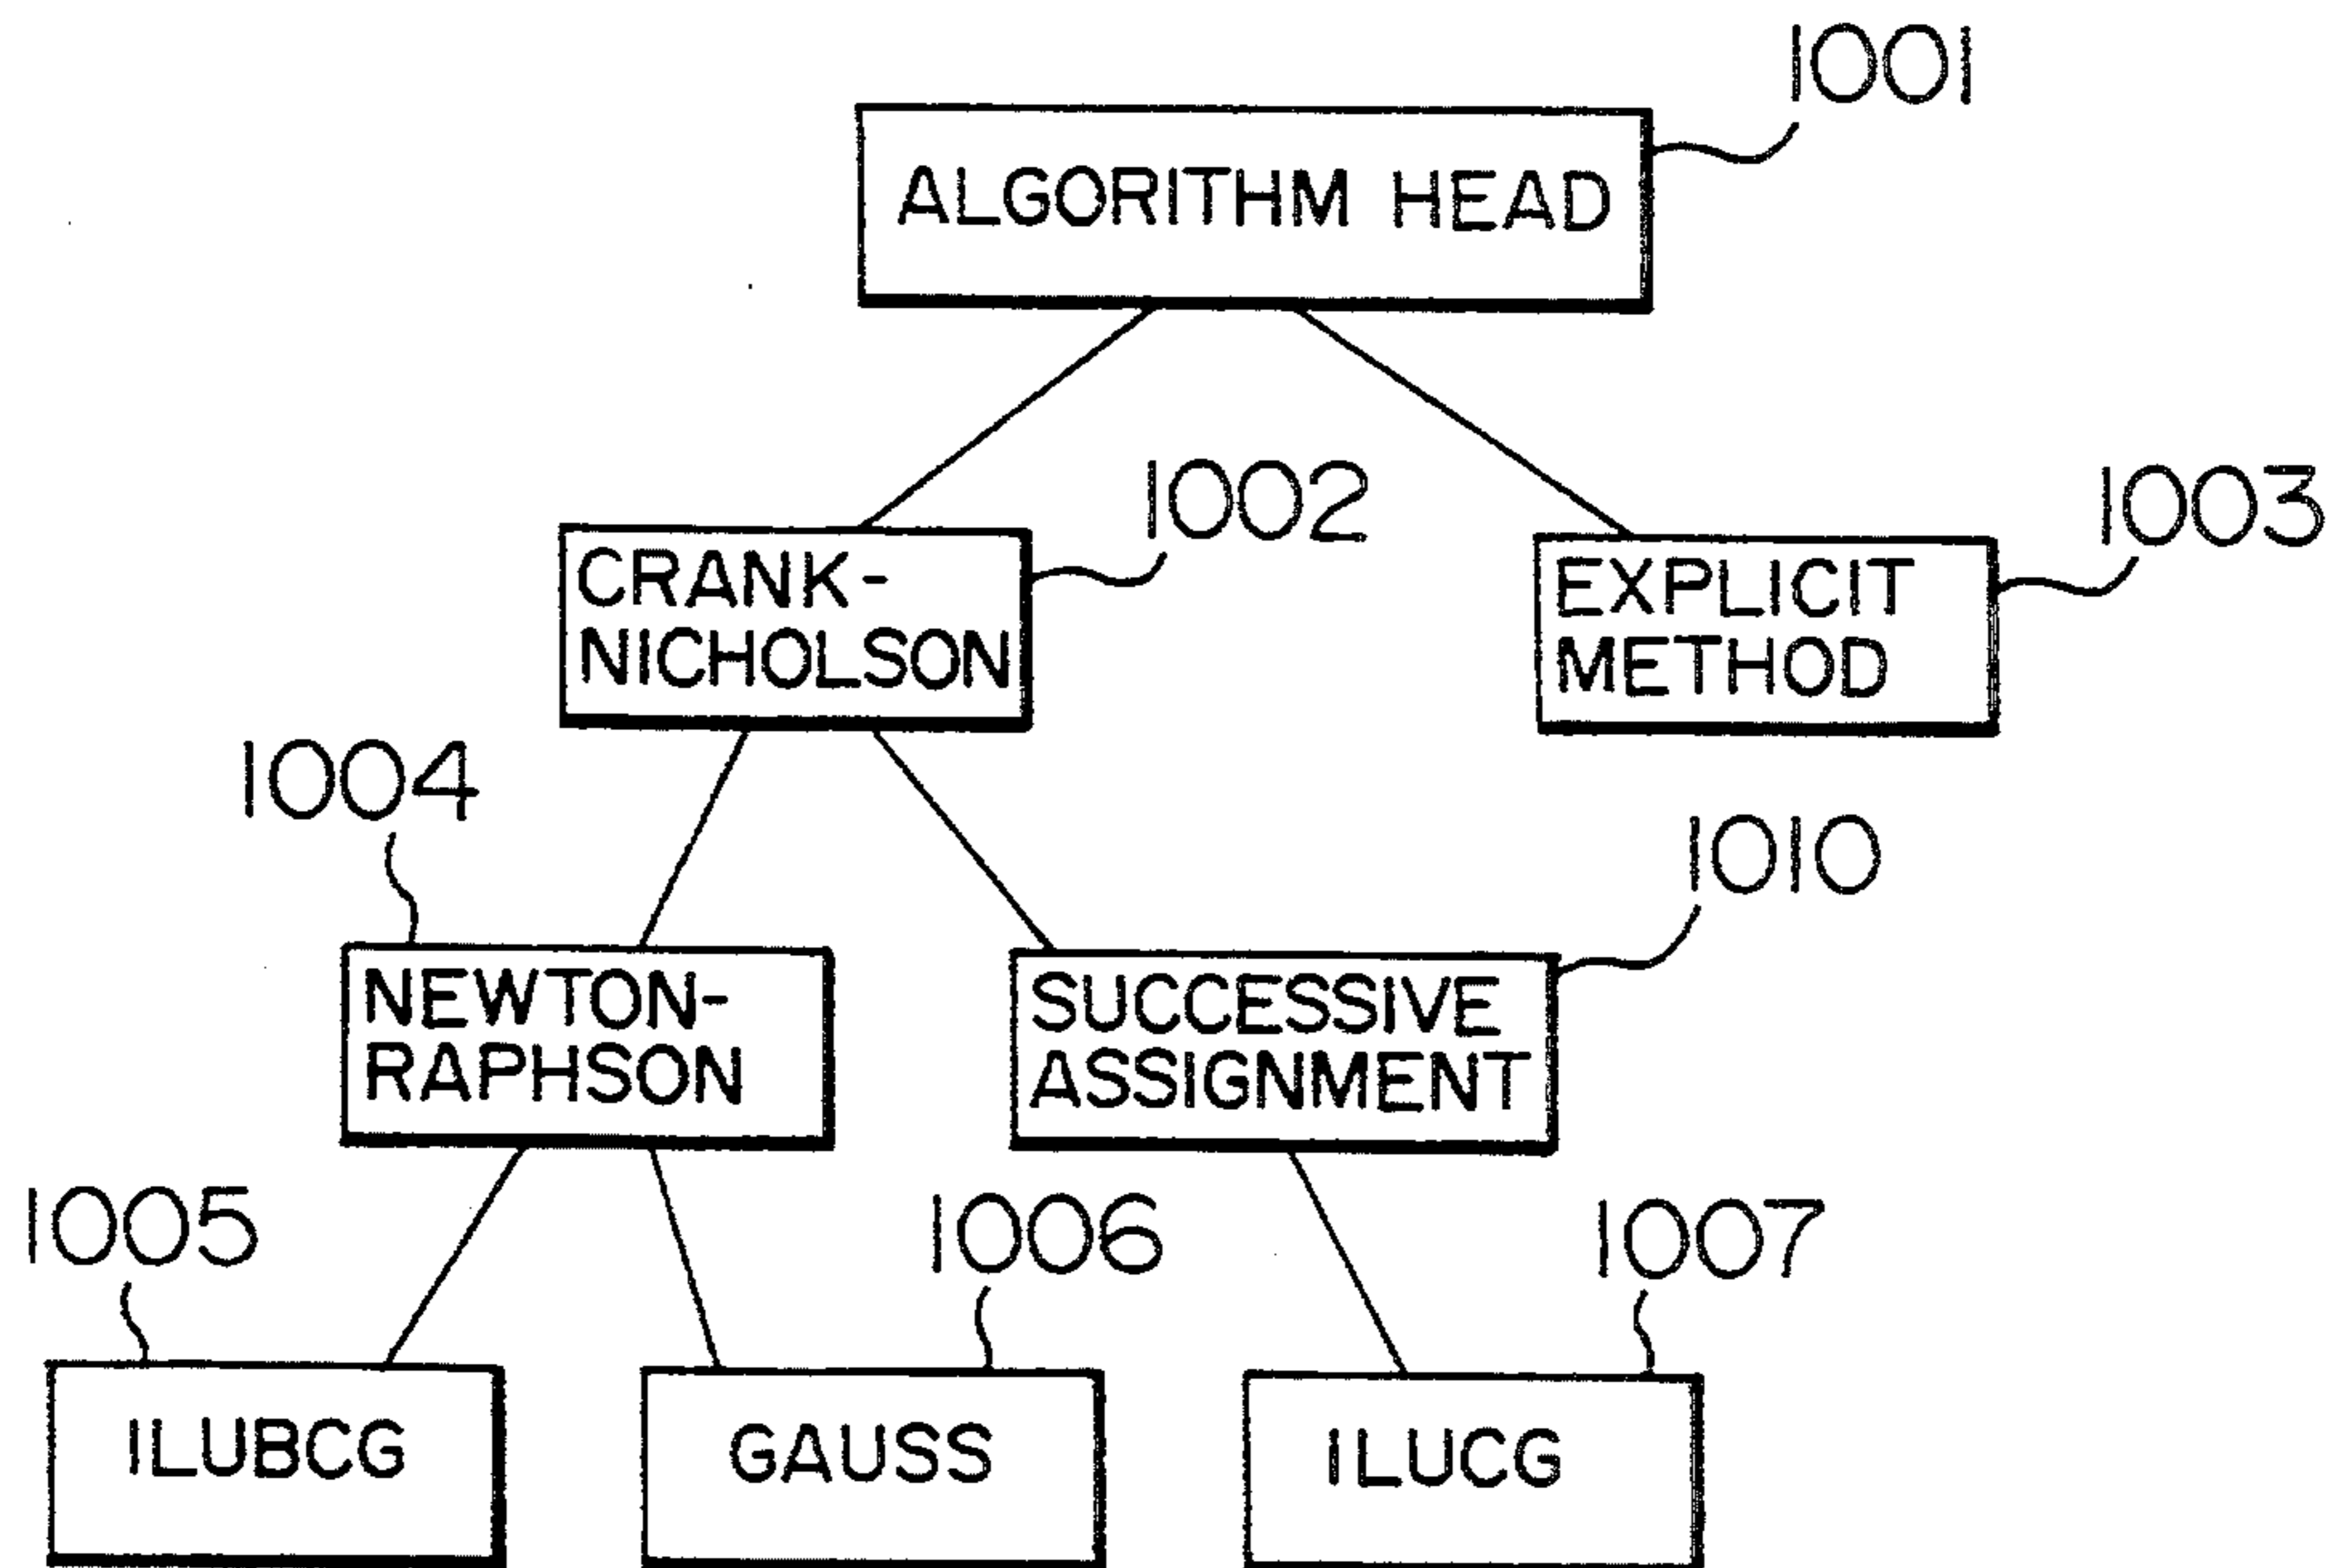 1001
ALGORITHM HEAD
1002
1003
CRANK-
NICHOLSON
EXPLICIT
METHOD
1004
1010
NEWTON-
RAPHSON
SUCCESSIVE
ASSIGNMENT
1005
1006
1007
ILUBCG
GAUSS
ILUCG